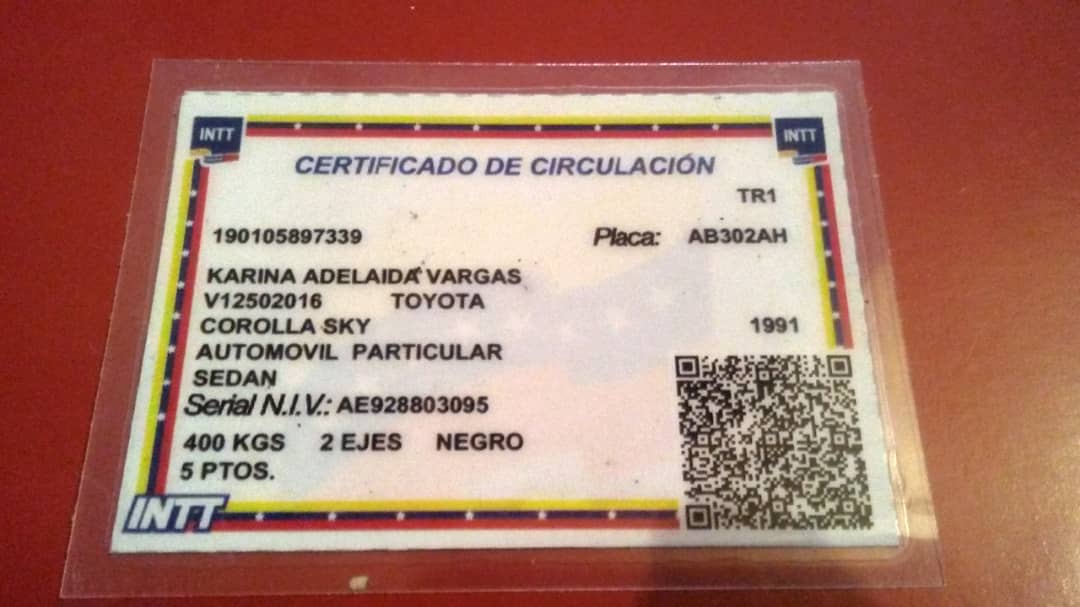 INTT INTT
CERTIFICADO DE CIRCULACIÓN
TR1
190105897339 Placa: AB302AH
KARINA ADELAIDA VARGAS
V12502016 TOYOTA
COROLLA SKY 1991
AUTOMOVIL PARTICULAR
SEDAN
Serial N.I.V.: AE928803095
400 KGS 2 EJES NEGRO
5 PTOS.
INTT